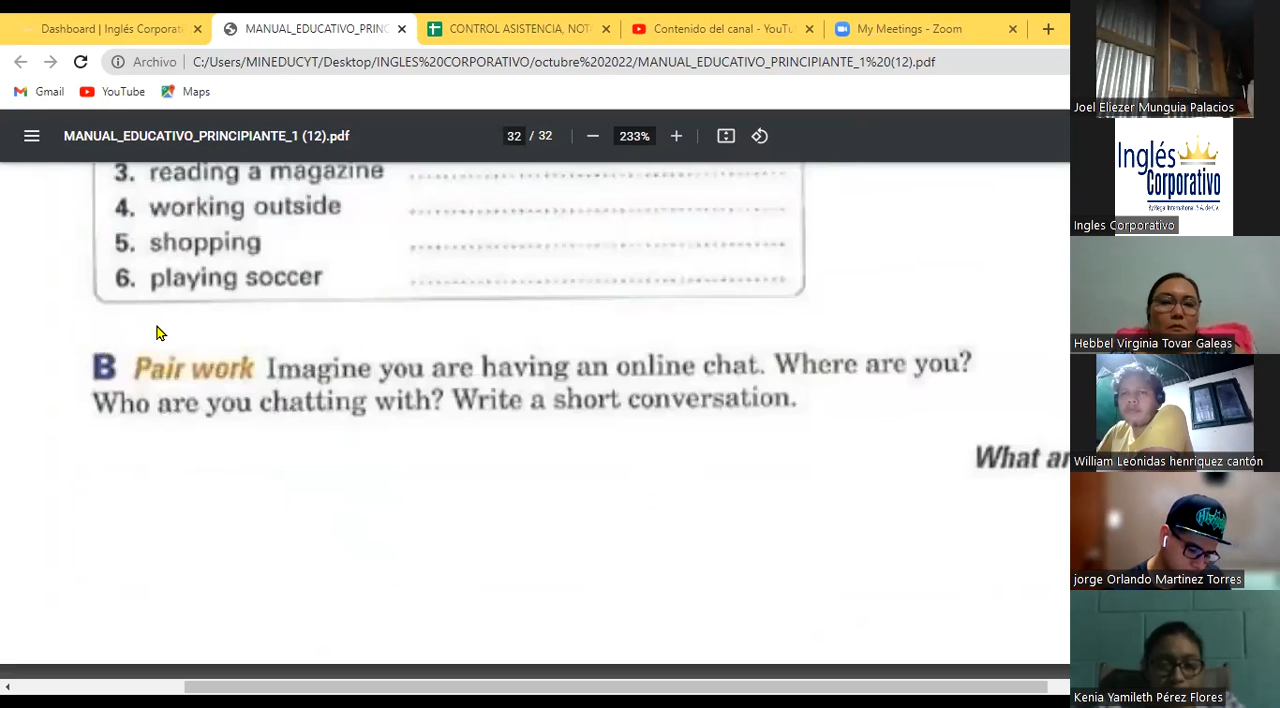 Dashboard | Inglés Corporat
MANUAL_EDUCATIVO_PRINC
CONTROL ASISTENCIA, NOT
Contenido del canal - YouTu
My Meetings - Zoom
Archivo
C:/Users/MINEDUCYT/Desktop/INGLES%20CORPORATIVO/octubre%202022/MANUAL_EDUCATIVO_PRINCIPIANTE_1%20(12).pdf
Gmail
YouTube
Maps
MANUAL_EDUCATIVO_PRINCIPIANTE_1 (12).pdf
32 / 32
233%
3. reading a magazine
4. working outside
5. shopping
6. playing soccer
B Pair work Imagine you are having an online chat. Where are you?
Who are you chatting with? Write a short conversation.
What ar
Joel Eliezer Munguia Palacios
Inglés
Corporativo
Ingles Corporativo
Hebbel Virginia Tovar Galeas
William Leonidas henriquez cantón
jorge Orlando Martinez Torres
Kenia Yamileth Pérez Flores